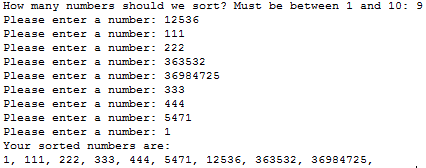 How many numbers should we sort? Must be between 1 and 10: 9
Please enter a number: 12536
Please enter a number: 111
Please enter a number: 222
Please enter a number: 363532
Please enter a number: 36984725
Please enter a number: 333
Please enter a number: 444
Please enter a number: 5471
Please enter a number: 1
Your sorted numbers are:
1, 111, 222, 333, 444, 5471, 12536, 363532, 36984725,